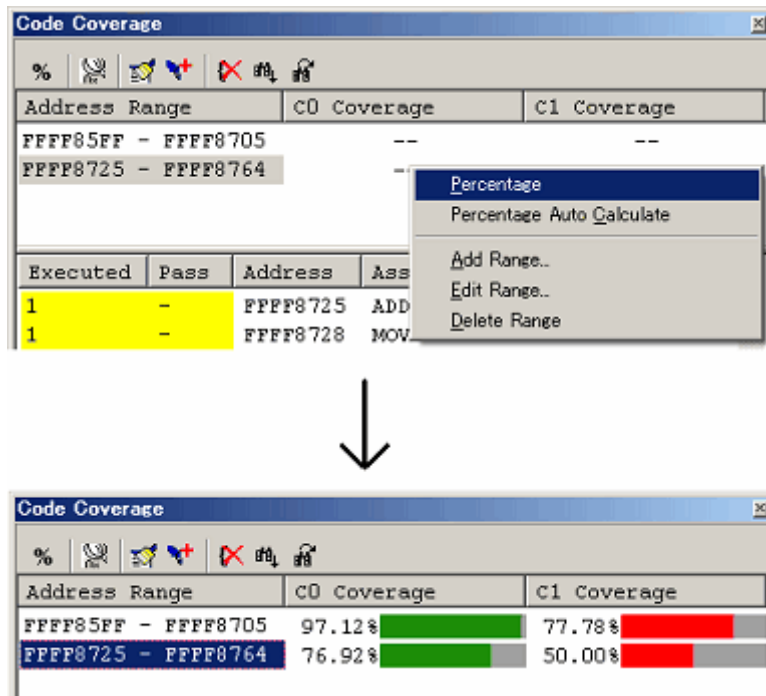 Code Coverage
%
Address Range C0 Coverage C1 Coverage
FFFF85FF - FFFF8705 -- --
FFFF8725 - FFFF8764
Percentage
Percentage Auto Calculate
Add Range...
Edit Range...
Delete Range
Executed Pass Address Ass
1 - FFFF8725 ADD
1 - FFFF8728 MOV
Code Coverage
%
Address Range C0 Coverage C1 Coverage
FFFF85FF - FFFF8705 97.12% 77.78%
FFFF8725 - FFFF8764 76.92% 50.00%